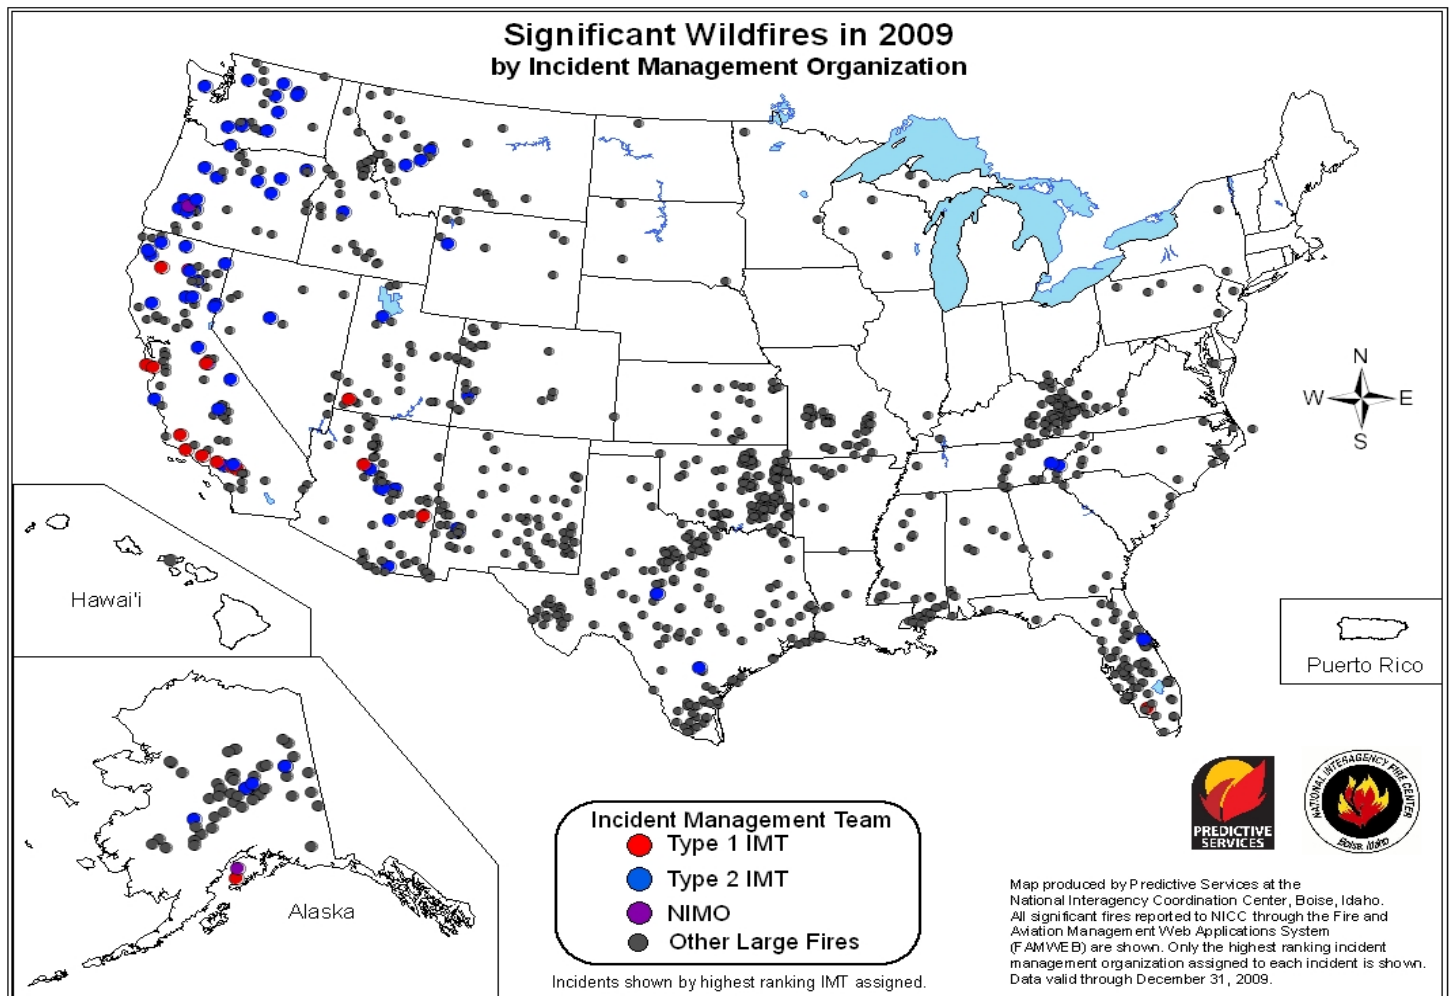 Significant Wildfires in 2009
by Incident Management Organization
N
W
E
S
Hawai'i
Puerto Rico
Alaska
Incident Management Team
Type 1 IMT
Type 2 IMT
NIMO
Other Large Fires
Incidents shown by highest ranking IMT assigned.
PREDICTIVE
SERVICES
NATIONAL INTERAGENCY FIRE CENTER
Boise, Idaho
Map produced by Predictive Services at the
National Interagency Coordination Center, Boise, Idaho.
All significant fires reported to NICC through the Fire and
Aviation Management Web Applications System
(FAMWEB) are shown. Only the highest ranking incident
management organization assigned to each incident is shown.
Data valid through December 31, 2009.